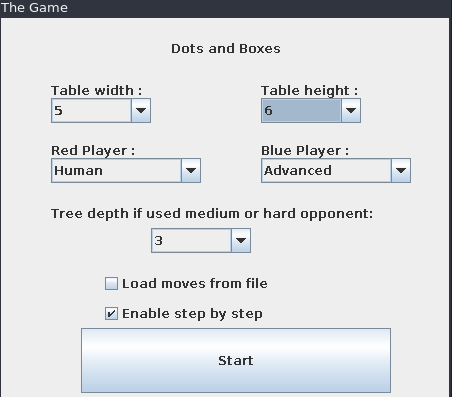 The Game
Dots and Boxes
Table width : Table height :
5 6
Red Player : Blue Player :
Human Advanced
Tree depth if used medium or hard opponent:
3
Load moves from file
Enable step by step
Start